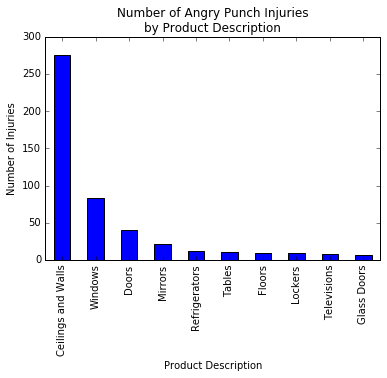 Number of Angry Punch Injuries
by Product Description
300
250
200
150
100
50
0
Number of Injuries
Ceilings and Walls
Windows
Doors
Mirrors
Refrigerators
Tables
Floors
Lockers
Televisions
Glass Doors
Product Description